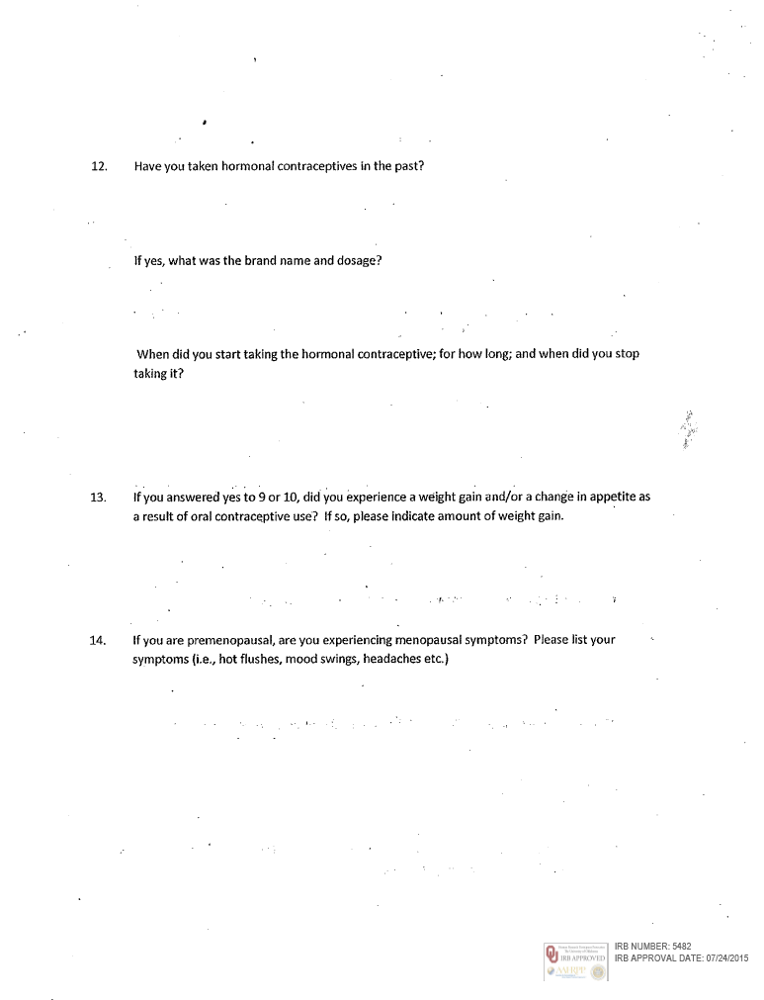 12. Have you taken hormonal contraceptives in the past?
If yes, what was the brand name and dosage?
When did you start taking the hormonal contraceptive; for how long; and when did you stop
taking it?
13. If you answered yes to 9 or 10, did you experience a weight gain and/or a change in appetite as
a result of oral contraceptive use? If so, please indicate amount of weight gain.
14. If you are premenopausal, are you experiencing menopausal symptoms? Please list your
symptoms (i.e., hot flushes, mood swings, headaches etc.)
IRB APPROVED
AAHRPP
IRB NUMBER: 5482
IRB APPROVAL DATE: 07/24/2015